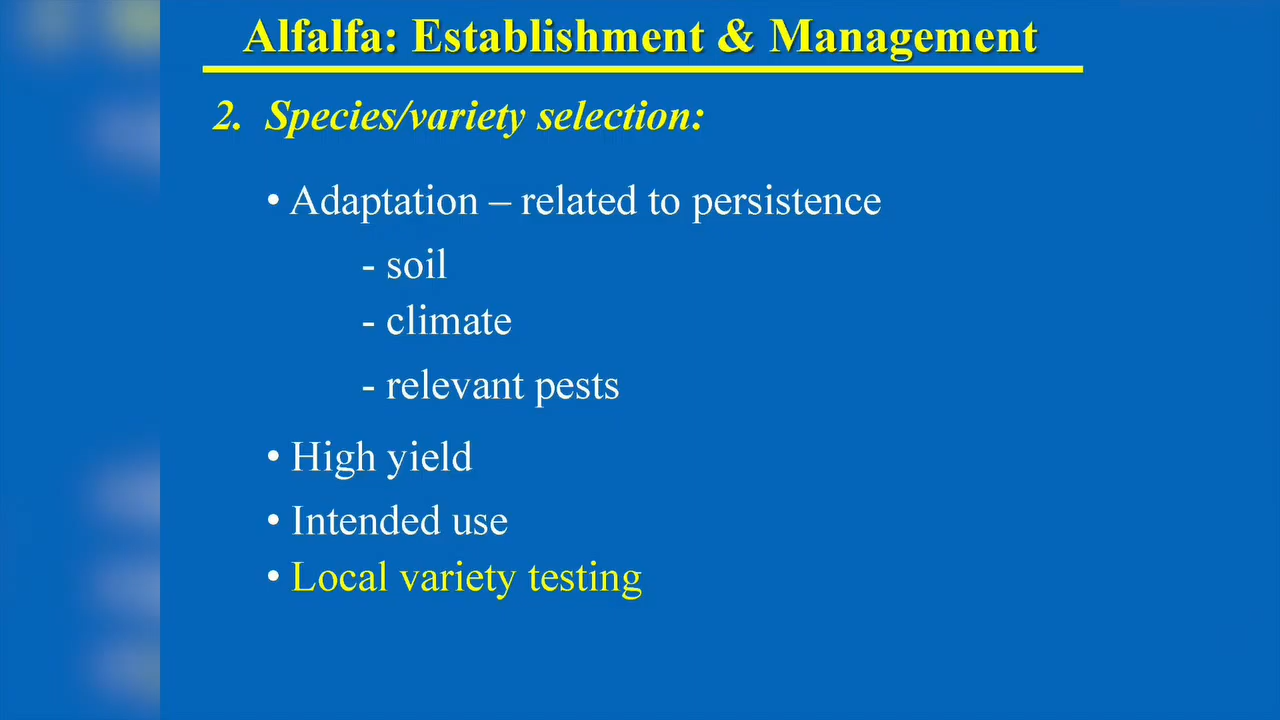 Alfalfa: Establishment & Management
2. Species/variety selection:
• Adaptation – related to persistence
- soil
- climate
- relevant pests
• High yield
• Intended use
• Local variety testing